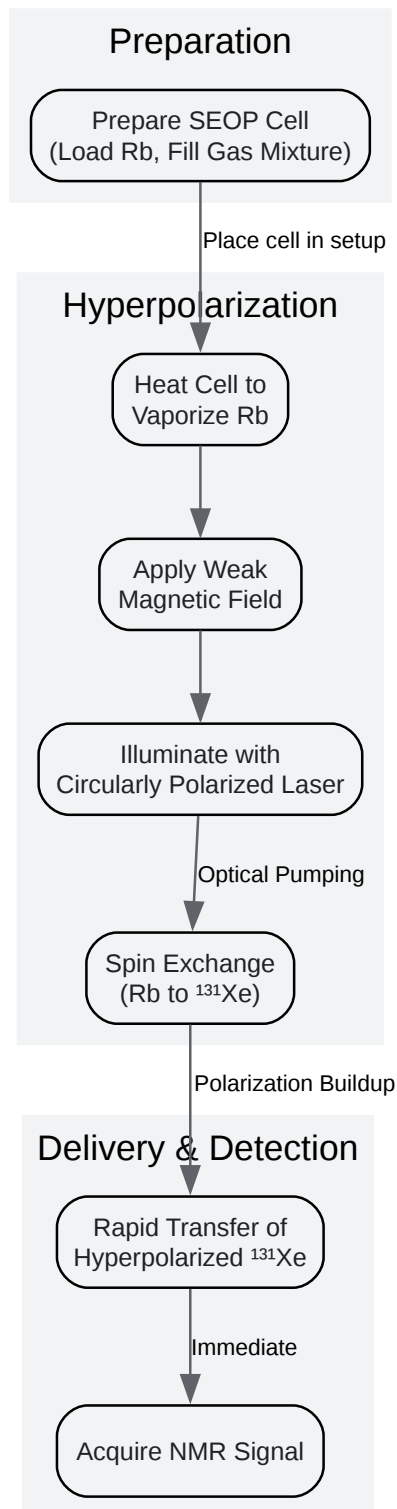 Preparation
Prepare SEOP Cell
(Load Rb, Fill Gas Mixture)
Place cell in setup
Hyperpolarization
Heat Cell to
Vaporize Rb
Apply Weak
Magnetic Field
Illuminate with
Circularly Polarized Laser
Optical Pumping
Spin Exchange
(Rb to ¹³¹Xe)
Polarization Buildup
Delivery & Detection
Rapid Transfer of
Hyperpolarized ¹³¹Xe
Immediate
Acquire NMR Signal